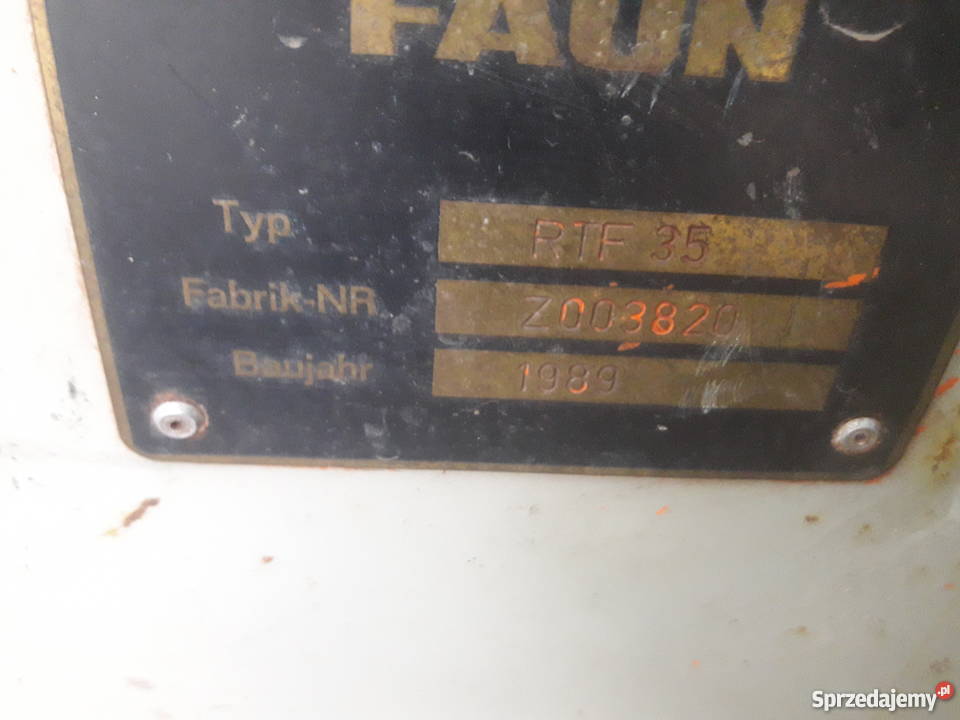 FAUN
Typ RTF 35
Fabrik-NR Z003820
Baujahr 1989
Sprzedajemy.pl